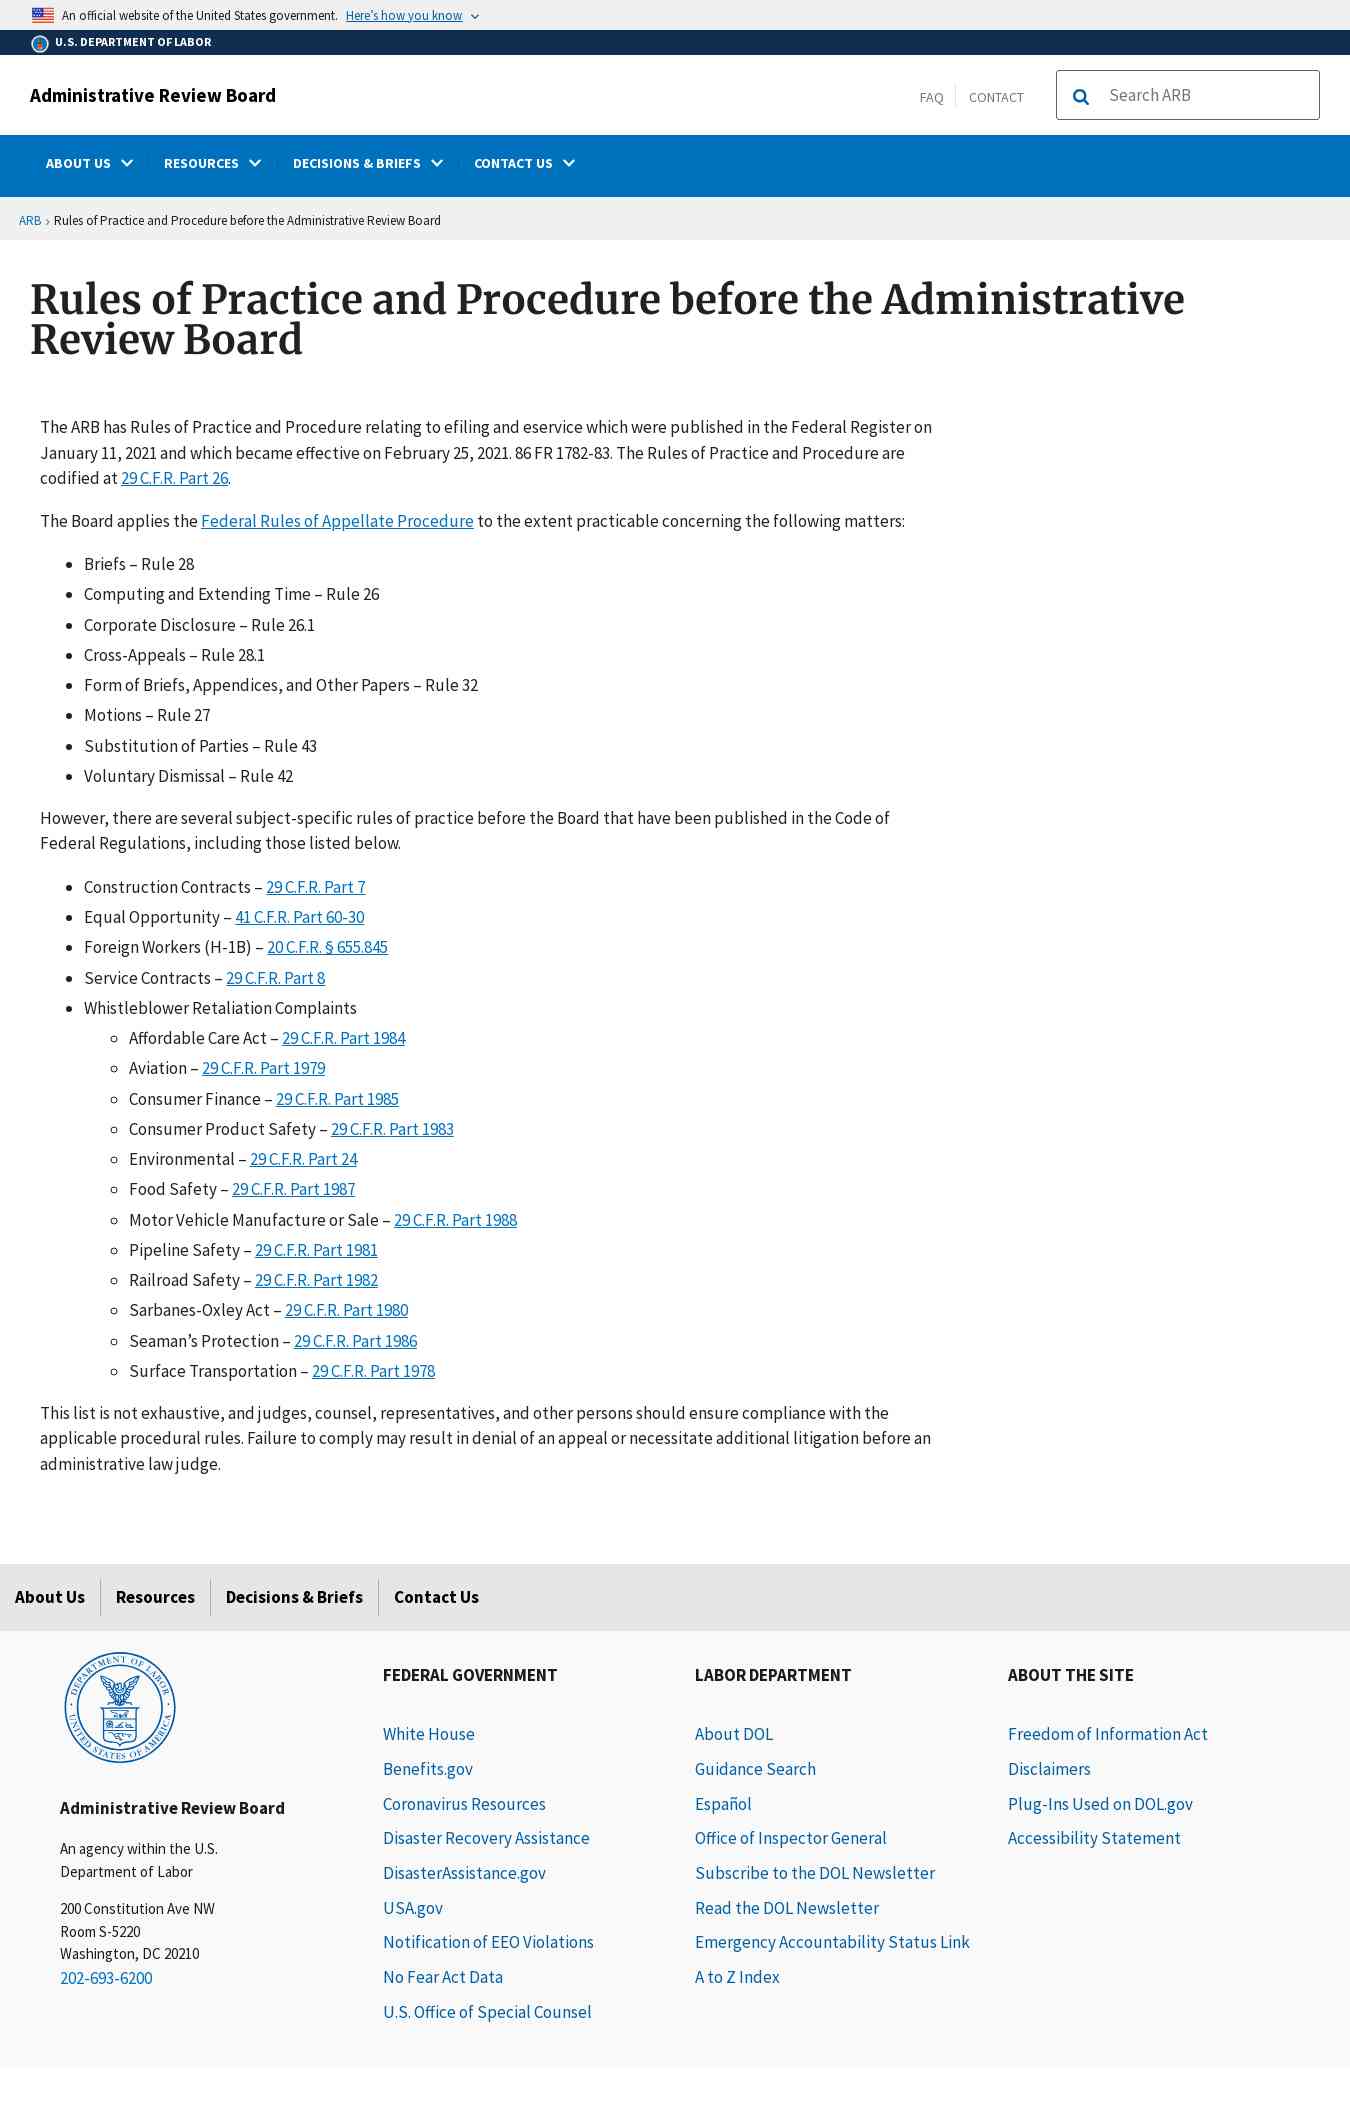 An official website of the United States government. Here's how you know
U.S. DEPARTMENT OF LABOR
Administrative Review Board
FAQ
CONTACT
Search ARB
ABOUT US
RESOURCES
DECISIONS & BRIEFS
CONTACT US
ARB › Rules of Practice and Procedure before the Administrative Review Board
Rules of Practice and Procedure before the Administrative
Review Board
The ARB has Rules of Practice and Procedure relating to efiling and eservice which were published in the Federal Register on
January 11, 2021 and which became effective on February 25, 2021. 86 FR 1782-83. The Rules of Practice and Procedure are
codified at 29 C.F.R. Part 26.
The Board applies the Federal Rules of Appellate Procedure to the extent practicable concerning the following matters:
• Briefs – Rule 28
• Computing and Extending Time – Rule 26
• Corporate Disclosure – Rule 26.1
• Cross-Appeals – Rule 28.1
• Form of Briefs, Appendices, and Other Papers – Rule 32
• Motions – Rule 27
• Substitution of Parties – Rule 43
• Voluntary Dismissal – Rule 42
However, there are several subject-specific rules of practice before the Board that have been published in the Code of
Federal Regulations, including those listed below.
• Construction Contracts – 29 C.F.R. Part 7
• Equal Opportunity – 41 C.F.R. Part 60-30
• Foreign Workers (H-1B) – 20 C.F.R. § 655.845
• Service Contracts – 29 C.F.R. Part 8
• Whistleblower Retaliation Complaints
◦ Affordable Care Act – 29 C.F.R. Part 1984
◦ Aviation – 29 C.F.R. Part 1979
◦ Consumer Finance – 29 C.F.R. Part 1985
◦ Consumer Product Safety – 29 C.F.R. Part 1983
◦ Environmental – 29 C.F.R. Part 24
◦ Food Safety – 29 C.F.R. Part 1987
◦ Motor Vehicle Manufacture or Sale – 29 C.F.R. Part 1988
◦ Pipeline Safety – 29 C.F.R. Part 1981
◦ Railroad Safety – 29 C.F.R. Part 1982
◦ Sarbanes-Oxley Act – 29 C.F.R. Part 1980
◦ Seaman’s Protection – 29 C.F.R. Part 1986
◦ Surface Transportation – 29 C.F.R. Part 1978
This list is not exhaustive, and judges, counsel, representatives, and other persons should ensure compliance with the
applicable procedural rules. Failure to comply may result in denial of an appeal or necessitate additional litigation before an
administrative law judge.
About Us
Resources
Decisions & Briefs
Contact Us
DEPARTMENT OF LABOR
UNITED STATES OF AMERICA
Administrative Review Board
An agency within the U.S.
Department of Labor
200 Constitution Ave NW
Room S-5220
Washington, DC 20210
202-693-6200
FEDERAL GOVERNMENT
White House
Benefits.gov
Coronavirus Resources
Disaster Recovery Assistance
DisasterAssistance.gov
USA.gov
Notification of EEO Violations
No Fear Act Data
U.S. Office of Special Counsel
LABOR DEPARTMENT
About DOL
Guidance Search
Español
Office of Inspector General
Subscribe to the DOL Newsletter
Read the DOL Newsletter
Emergency Accountability Status Link
A to Z Index
ABOUT THE SITE
Freedom of Information Act
Disclaimers
Plug-Ins Used on DOL.gov
Accessibility Statement